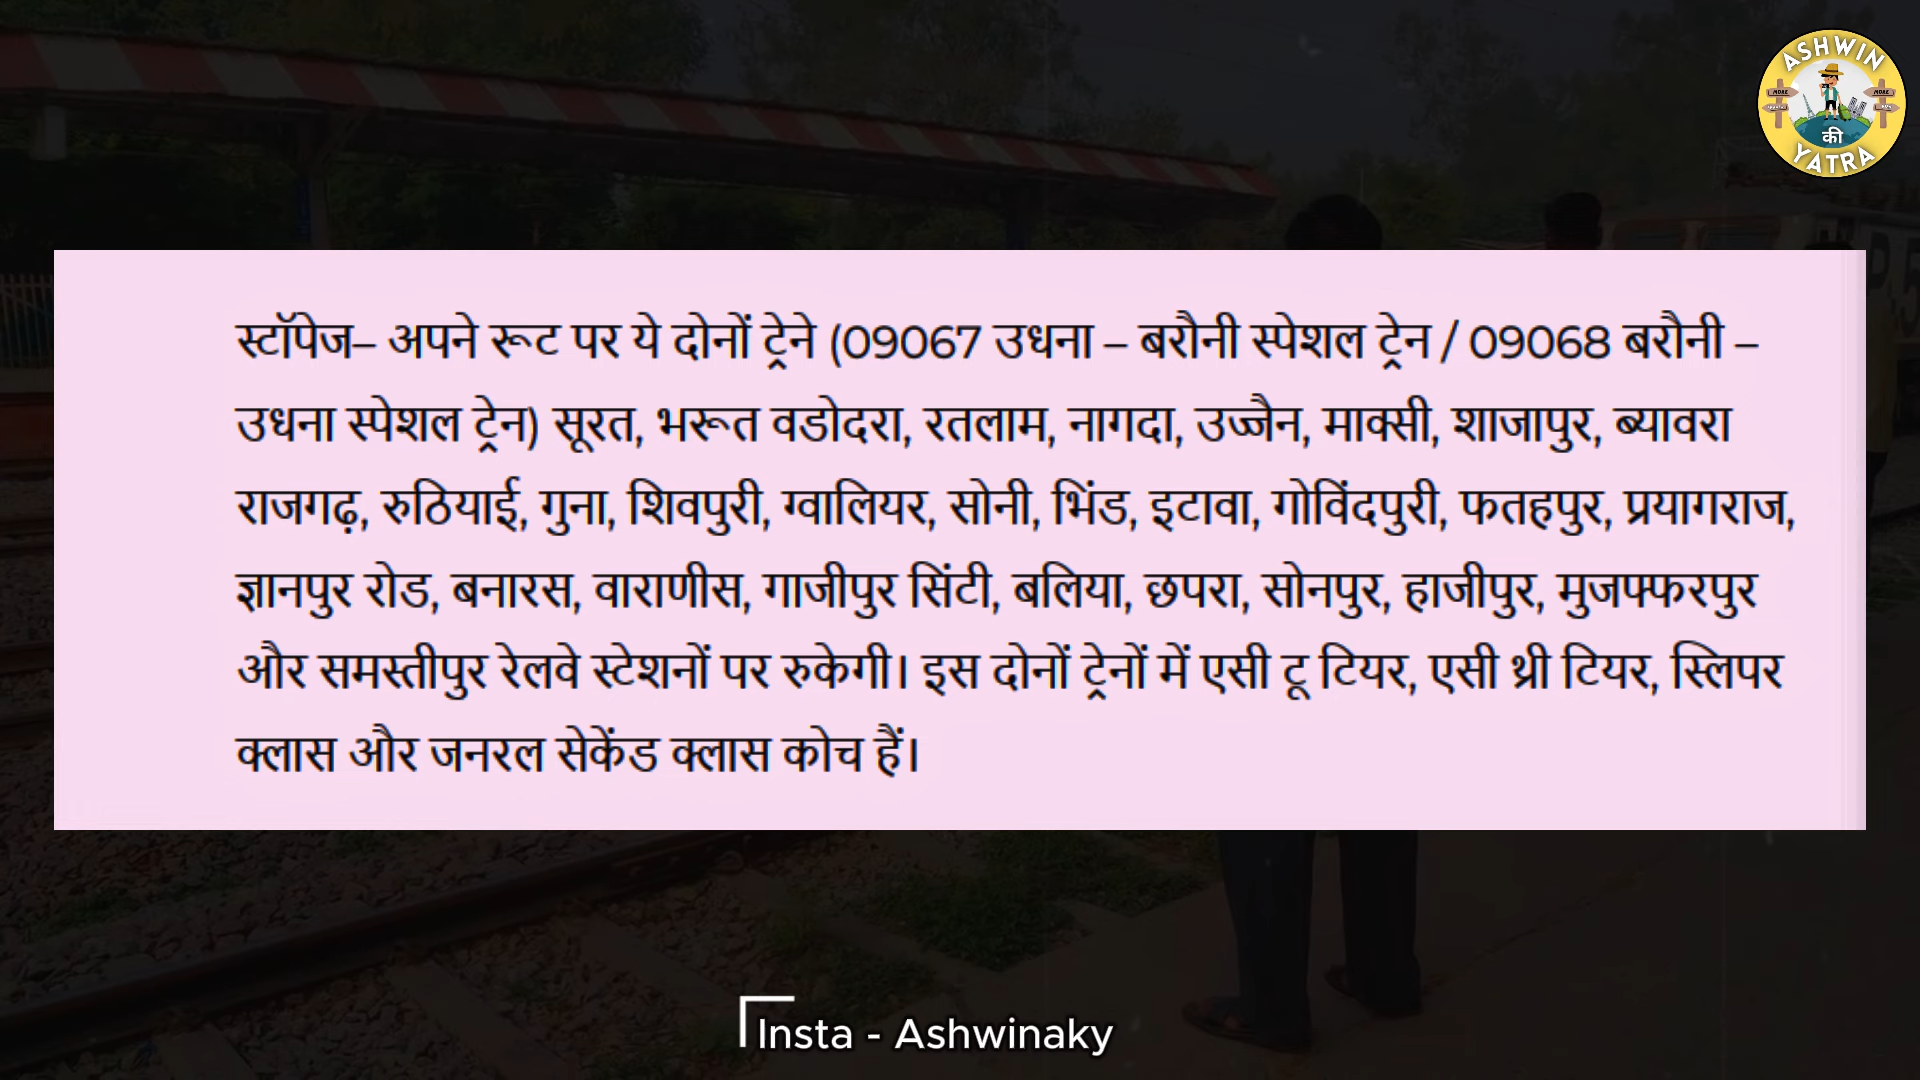 ASHWIN
की
YATRA
स्टॉपेज– अपने रूट पर ये दोनों ट्रेने (09067 उधना – बरौनी स्पेशल ट्रेन / 09068 बरौनी –
उधना स्पेशल ट्रेन) सूरत, भरूत वडोदरा, रतलाम, नागदा, उज्जैन, माक्सी, शाजापुर, ब्यावरा
राजगढ़, रुठियाई, गुना, शिवपुरी, ग्वालियर, सोनी, भिंड, इटावा, गोविंदपुरी, फतहपुर, प्रयागराज,
ज्ञानपुर रोड, बनारस, वाराणीस, गाजीपुर सिंटी, बलिया, छपरा, सोनपुर, हाजीपुर, मुजफ्फरपुर
और समस्तीपुर रेलवे स्टेशनों पर रुकेगी। इस दोनों ट्रेनों में एसी टू टियर, एसी थ्री टियर, स्लिपर
क्लास और जनरल सेकेंड क्लास कोच हैं।
Insta - Ashwinaky